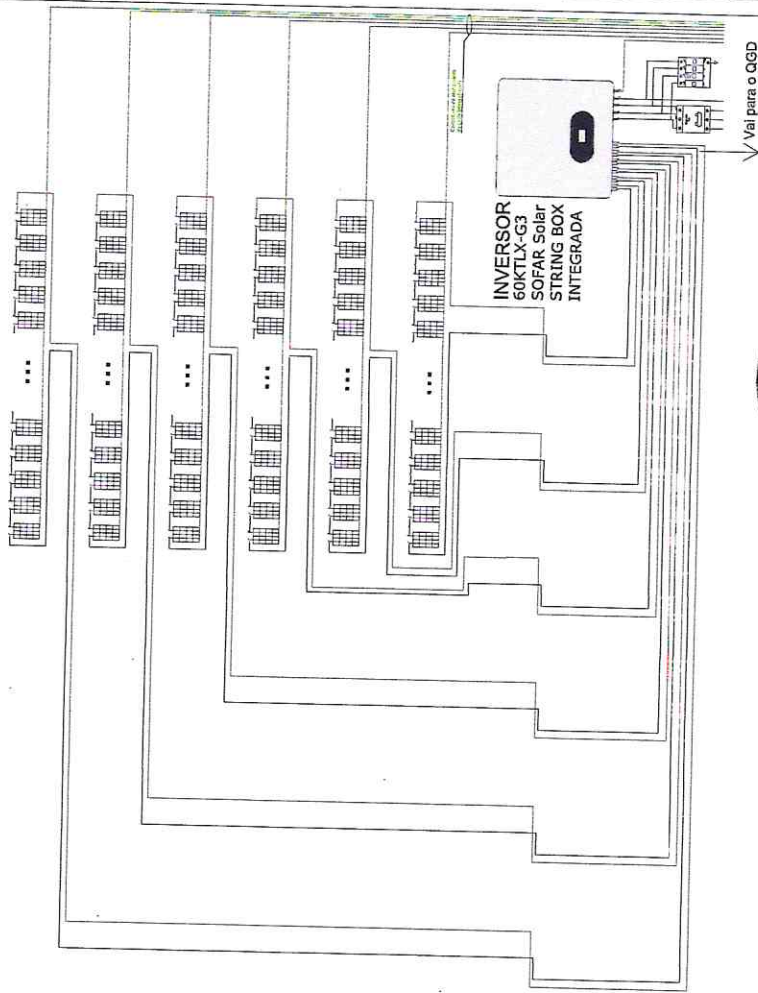 INVERSOR
60KTLX-G3
SOFAR Solar
STRING BOX
INTEGRADA
Vai para o QGD